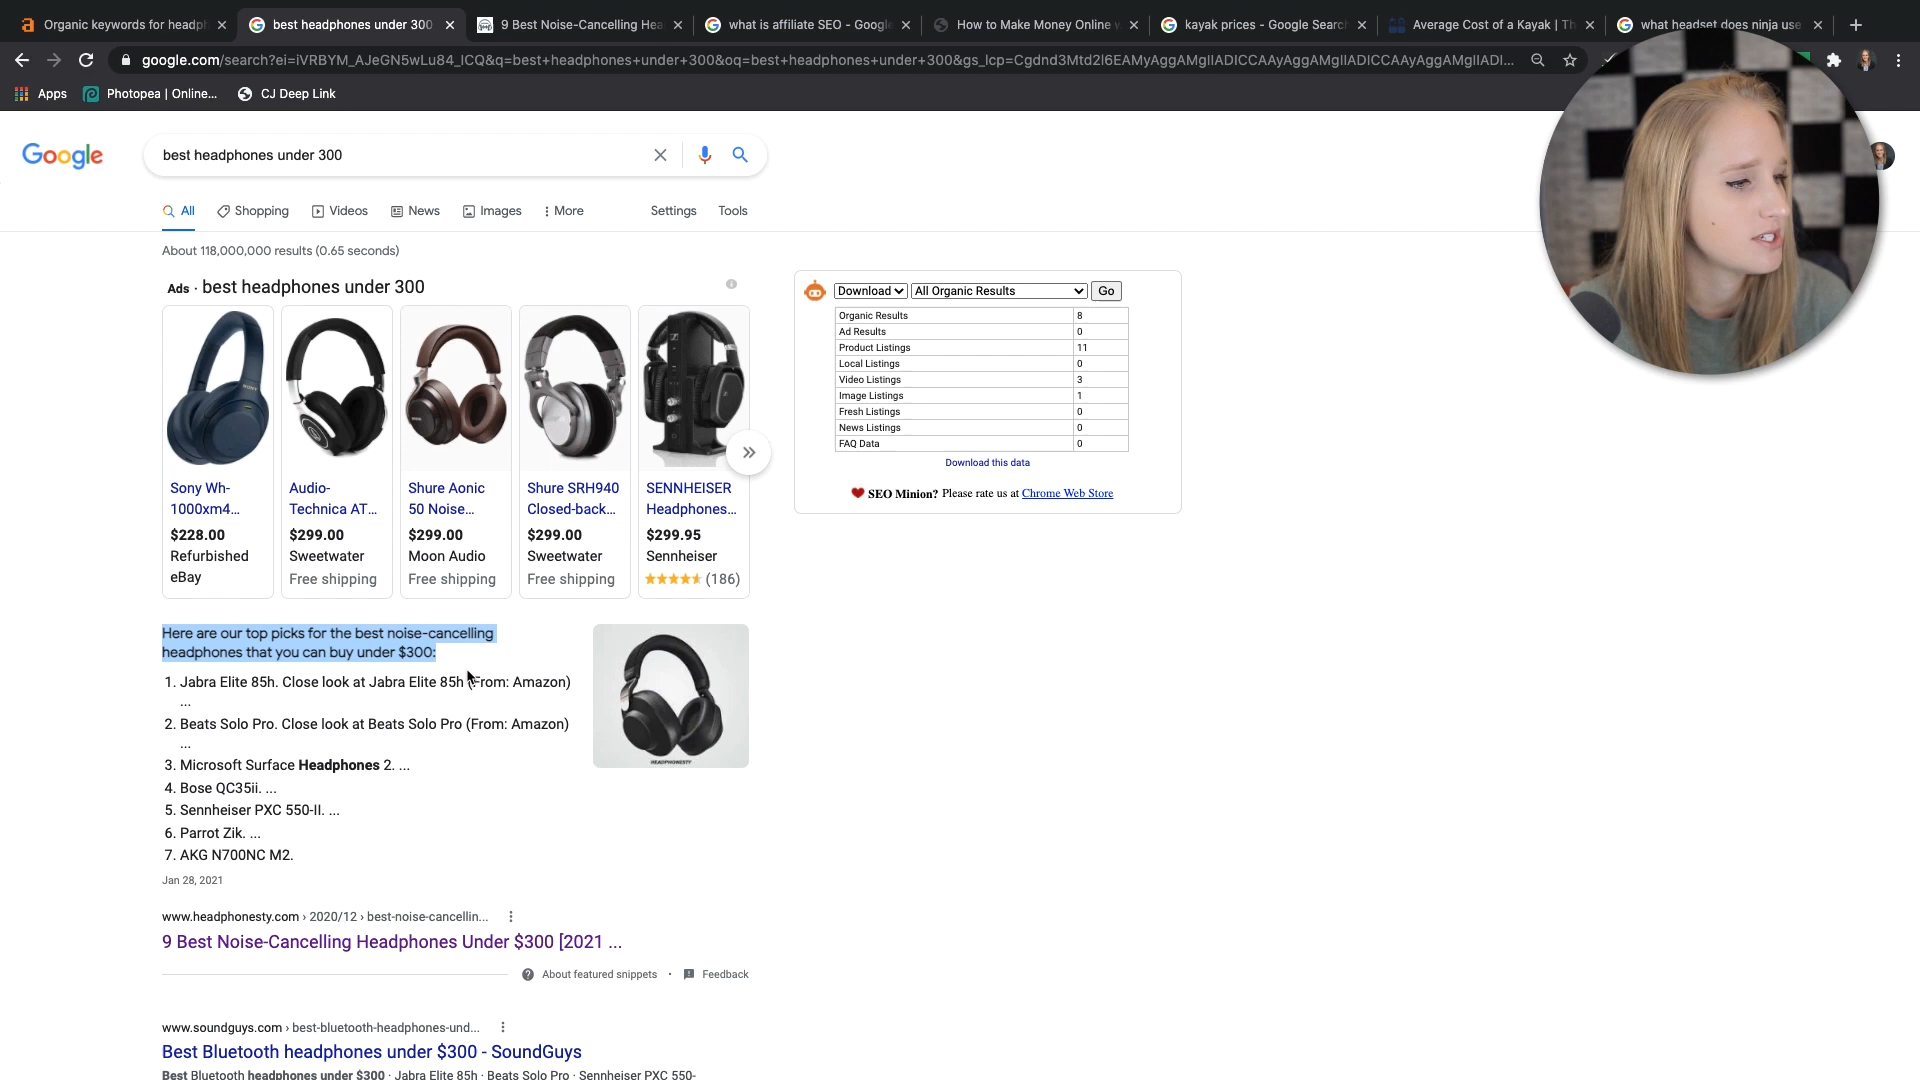 Organic keywords for headph
best headphones under 300
9 Best Noise-Cancelling Hea
what is affiliate SEO - Google
How to Make Money Online w
kayak prices - Google Search
Average Cost of a Kayak | Th
what headset does ninja use
google.com/search?ei=iVRBYM_AJeGN5wLu84_ICQ&q=best+headphones+under+300&oq=best+headphones+under+300&gs_lcp=Cgdnd3Mtd2l6EAMyAggAMgIIADICCAAyAggAMgIIADICCAAyAggAMgIIADI...
Apps
Photopea | Online...
CJ Deep Link
Google
best headphones under 300
All
Shopping
Videos
News
Images
More
Settings
Tools
About 118,000,000 results (0.65 seconds)
Ads · best headphones under 300
Sony Wh-
1000xm4...
$228.00
Refurbished
eBay
Audio-
Technica AT...
$299.00
Sweetwater
Free shipping
Shure Aonic
50 Noise...
$299.00
Moon Audio
Free shipping
Shure SRH940
Closed-back...
$299.00
Sweetwater
Free shipping
SENNHEISER
Headphones...
$299.95
Sennheiser
(186)
Download
All Organic Results
Go
Organic Results 8
Ad Results 0
Product Listings 11
Local Listings 0
Video Listings 3
Image Listings 1
Fresh Listings 0
News Listings 0
FAQ Data 0
Download this data
SEO Minion? Please rate us at Chrome Web Store
Here are our top picks for the best noise-cancelling
headphones that you can buy under $300:
1. Jabra Elite 85h. Close look at Jabra Elite 85h (From: Amazon)
...
2. Beats Solo Pro. Close look at Beats Solo Pro (From: Amazon)
...
3. Microsoft Surface Headphones 2. ...
4. Bose QC35ii. ...
5. Sennheiser PXC 550-II. ...
6. Parrot Zik. ...
7. AKG N700NC M2.
HEADPHONESTY
Jan 28, 2021
www.headphonesty.com › 2020/12 › best-noise-cancellin...
9 Best Noise-Cancelling Headphones Under $300 [2021 ...
About featured snippets · Feedback
www.soundguys.com › best-bluetooth-headphones-und...
Best Bluetooth headphones under $300 - SoundGuys
Best Bluetooth headphones under $300 · Jabra Elite 85h · Beats Solo Pro · Sennheiser PXC 550-